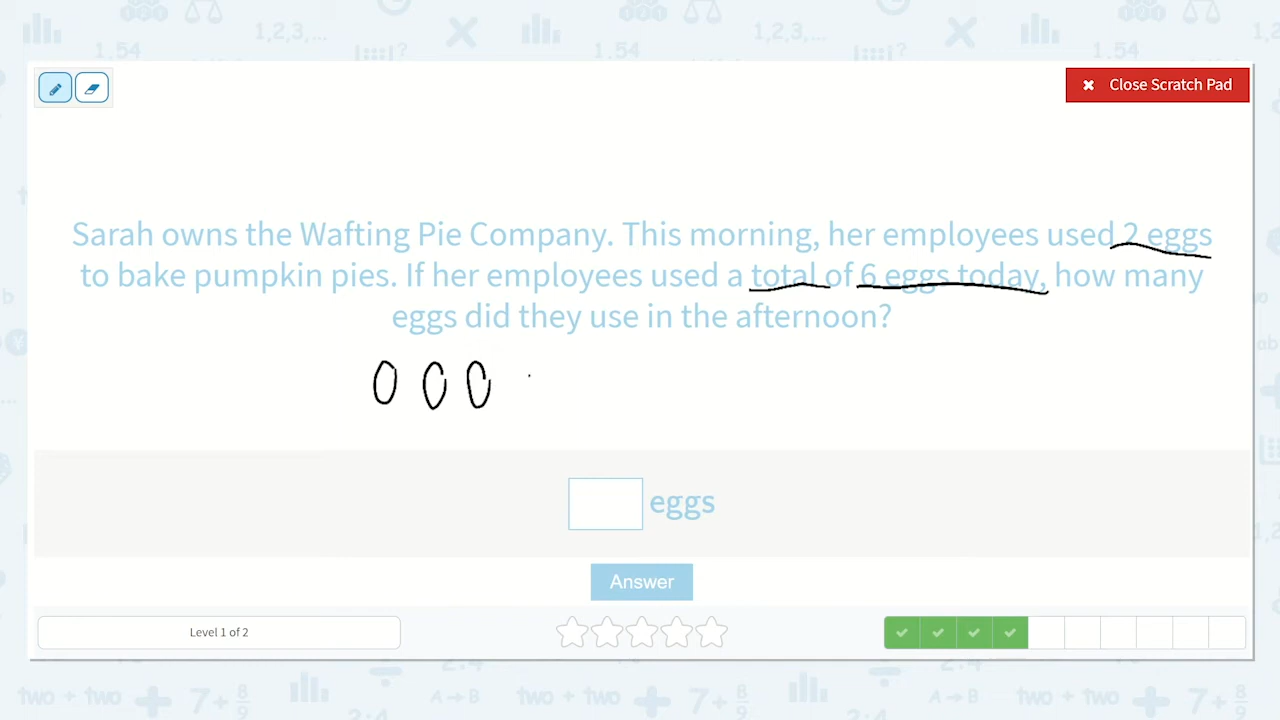 Close Scratch Pad
Sarah owns the Wafting Pie Company. This morning, her employees used 2 eggs
to bake pumpkin pies. If her employees used a total of 6 eggs today, how many
eggs did they use in the afternoon?
eggs
Answer
Level 1 of 2